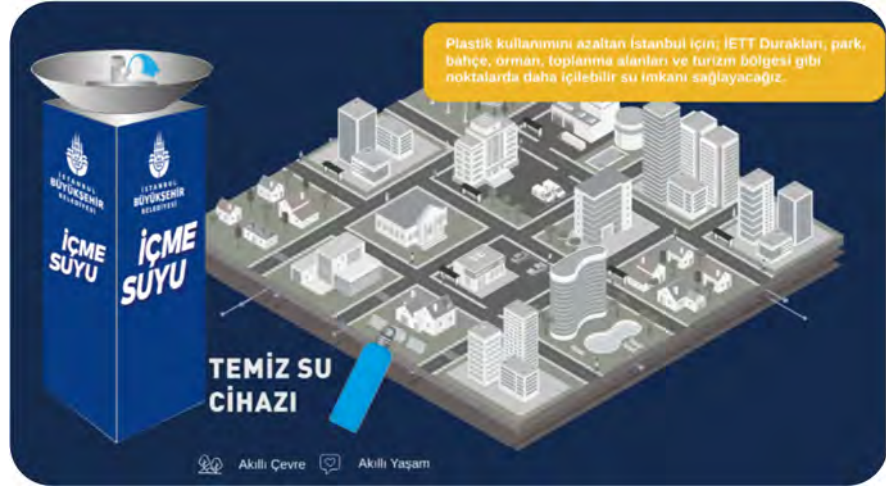 Plastik kullanımını azaltan İstanbul için; İETT Durakları, park,
bahçe, orman, toplanma alanları ve turizm bölgesi gibi
noktalarda daha içilebilir su imkanı sağlayacağız.
İSTANBUL
BÜYÜKŞEHİR
BELEDİYESİ
İÇME
SUYU
İSTANBUL
BÜYÜKŞEHİR
BELEDİYESİ
İÇME
SUYU
TEMİZ SU
CİHAZI
Akıllı Çevre
Akıllı Yaşam